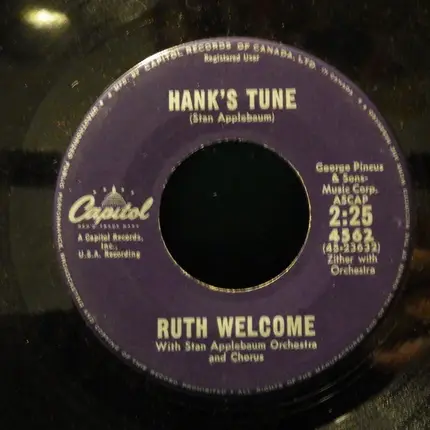 MFD. BY CAPITOL RECORDS OF CANADA, LTD.
Registered User
HANK'S TUNE
(Stan Applebaum)
Capitol
A Capitol Records,
Inc.,
U.S.A. Recording
George Pincus
& Sons-
Music Corp.
ASCAP
2:25
4562
(45-23632)
Zither with
Orchestra
RUTH WELCOME
With Stan Applebaum Orchestra
and Chorus